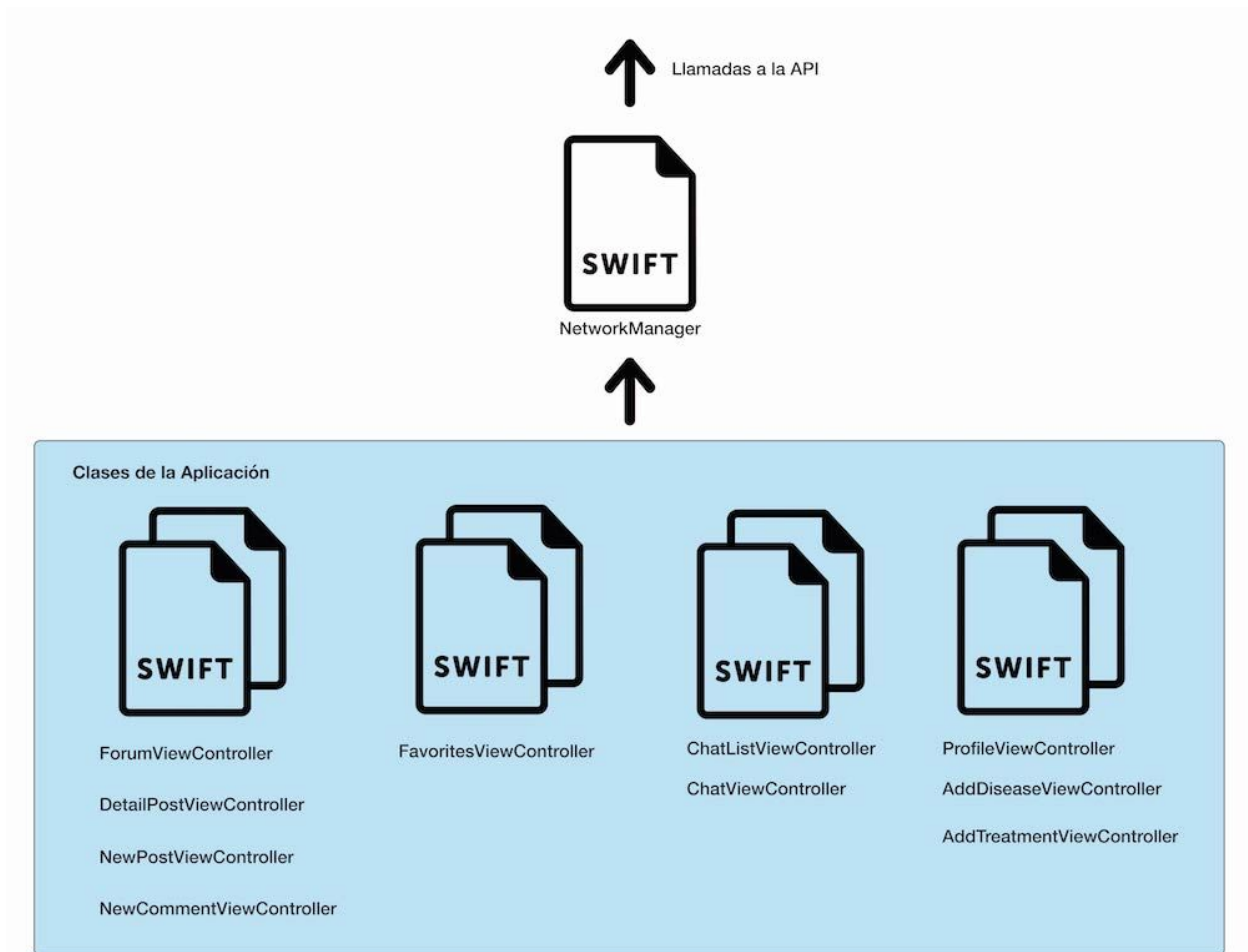 Llamadas a la API
SWIFT
NetworkManager
Clases de la Aplicación
SWIFT
SWIFT
SWIFT
SWIFT
ForumViewController
DetailPostViewController
NewPostViewController
NewCommentViewController
FavoritesViewController
ChatListViewController
ChatViewController
ProfileViewController
AddDiseaseViewController
AddTreatmentViewController